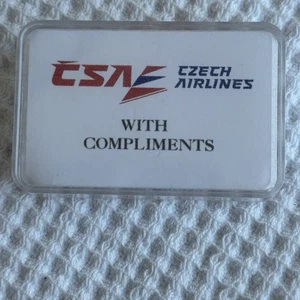 ČSA CZECH
AIRLINES
WITH
COMPLIMENTS